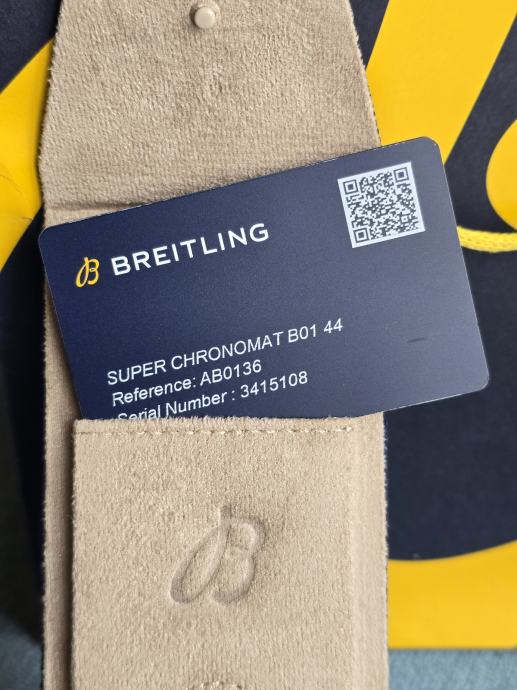 B BREITLING
SUPER CHRONOMAT B01 44
Reference: AB0136
Serial Number : 3415108
B